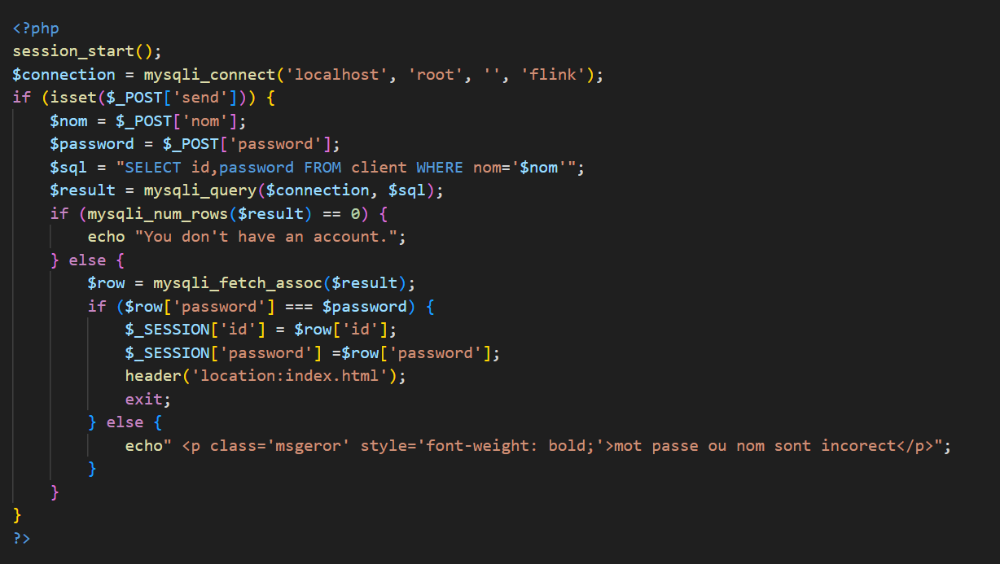 <?php
session_start();
$connection = mysqli_connect('localhost', 'root', '', 'flink');
if (isset($_POST['send'])) {
    $nom = $_POST['nom'];
    $password = $_POST['password'];
    $sql = "SELECT id,password FROM client WHERE nom='$nom'";
    $result = mysqli_query($connection, $sql);
    if (mysqli_num_rows($result) == 0) {
        echo "You don't have an account.";
    } else {
        $row = mysqli_fetch_assoc($result);
        if ($row['password'] === $password) {
            $_SESSION['id'] = $row['id'];
            $_SESSION['password'] =$row['password'];
            header('location:index.html');
            exit;
        } else {
            echo" <p class='msgeror' style='font-weight: bold;'>mot passe ou nom sont incorect</p>";
        }
    }
}
?>